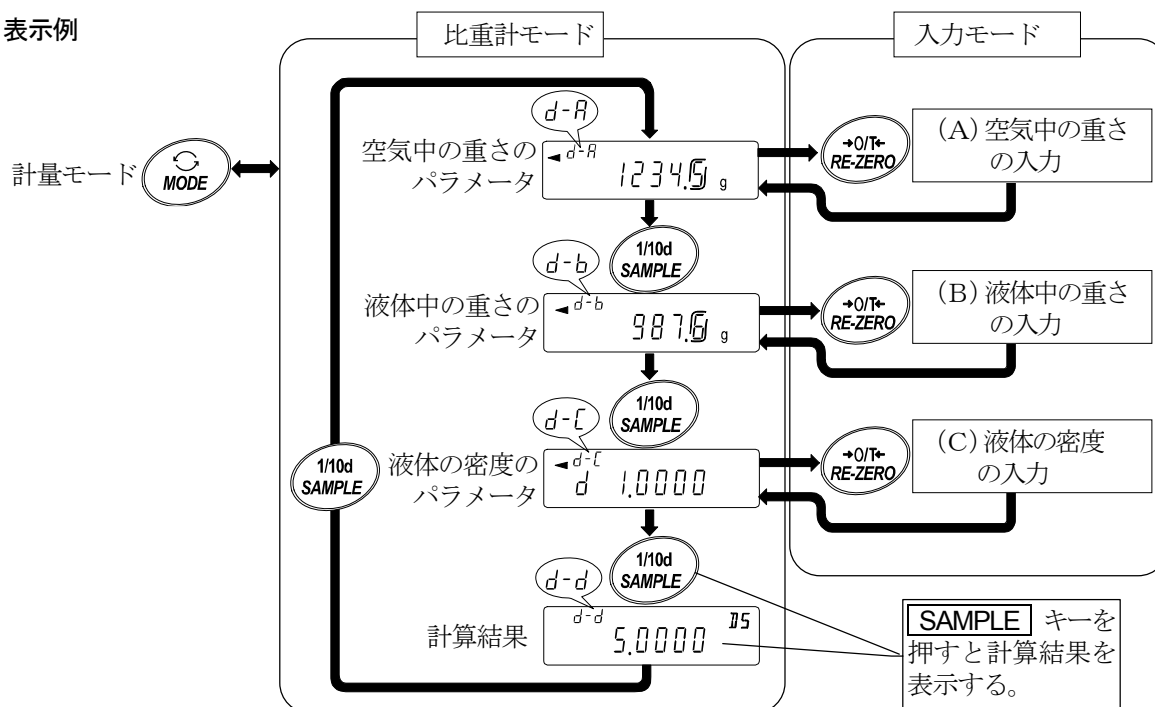 表示例
比重計モード
入力モード
計量モード
MODE
d-A
空気中の重さの
パラメータ
d-A
1234.5 g
→0/T←
RE-ZERO
(A) 空気中の重さ
の入力
1/10d
SAMPLE
d-b
液体中の重さの
パラメータ
d-b
987.6 g
→0/T←
RE-ZERO
(B) 液体中の重さ
の入力
1/10d
SAMPLE
d-C
液体の密度の
パラメータ
d-C
d 1.0000
→0/T←
RE-ZERO
(C) 液体の密度
の入力
1/10d
SAMPLE
1/10d
SAMPLE
d-d
計算結果
d-d
5.0000
DS
SAMPLE キーを
押すと計算結果を
表示する。